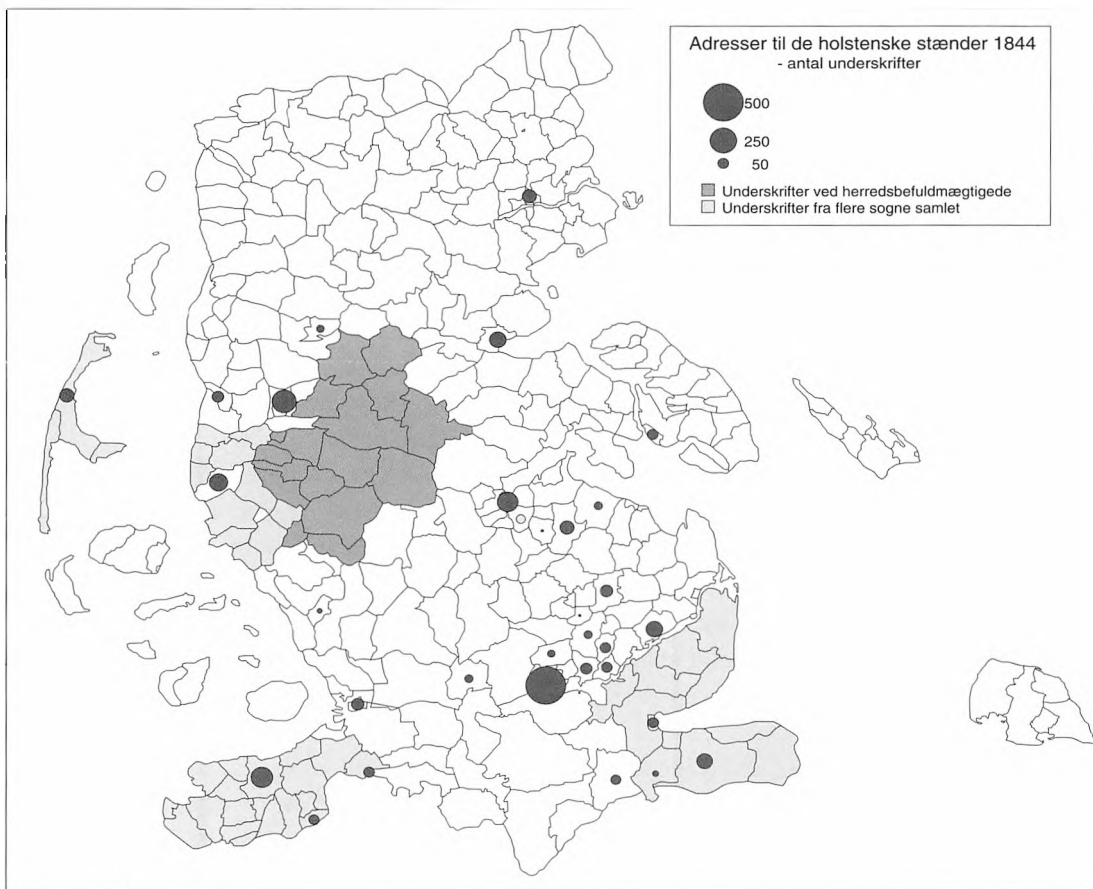 Adresser til de holstenske stænder 1844
- antal underskrifter
500
250
50
Underskrifter ved herredsbefuldmægtigede
Underskrifter fra flere sogne samlet